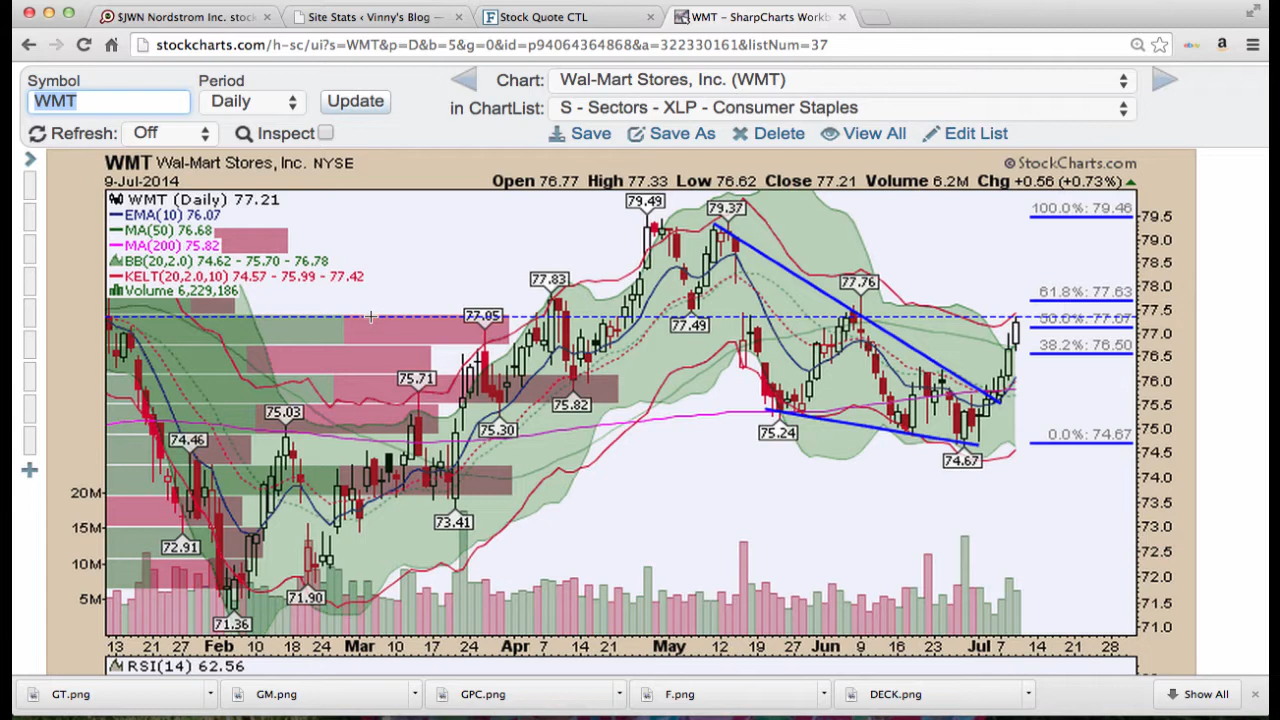 $JWN Nordstrom Inc. stoc
Site Stats ‹ Vinny's Blog —
Stock Quote CTL
WMT – SharpCharts Workb
stockcharts.com/h-sc/ui?s=WMT&p=D&b=5&g=0&id=p94064364868&a=322330161&listNum=37
Symbol
Period
WMT
Daily
Update
Chart:
Wal-Mart Stores, Inc. (WMT)
in ChartList:
S - Sectors - XLP - Consumer Staples
Refresh:
Off
Inspect
Save
Save As
Delete
View All
Edit List
WMT Wal-Mart Stores, Inc. NYSE
©StockCharts.com
9-Jul-2014
Open 76.77 High 77.33 Low 76.62 Close 77.21 Volume 6.2M Chg +0.56 (+0.73%)
WMT (Daily) 77.21
EMA(10) 76.07
MA(50) 76.68
MA(200) 75.82
BB(20,2.0) 74.62 - 75.70 - 76.78
KELT(20,2.0,10) 74.57 - 75.99 - 77.42
Volume 6,229,186
79.49
79.37
77.83
77.76
77.05
77.49
75.71
75.82
75.03
75.30
75.24
74.46
74.67
73.41
72.91
71.90
71.36
100.0%: 79.46
61.8%: 77.63
50.0%: 77.07
38.2%: 76.50
0.0%: 74.67
79.5
79.0
78.5
78.0
77.5
77.0
76.5
76.0
75.5
75.0
74.5
74.0
73.5
73.0
72.5
72.0
71.5
71.0
20M
15M
10M
5M
13 21 27 Feb 10 18 24 Mar 10 17 24 Apr 7 14 21 28 May 12 19 27 Jun 9 16 23 Jul 7 14 21 28
RSI(14) 62.56
GT.png
GM.png
GPC.png
F.png
DECK.png
Show All